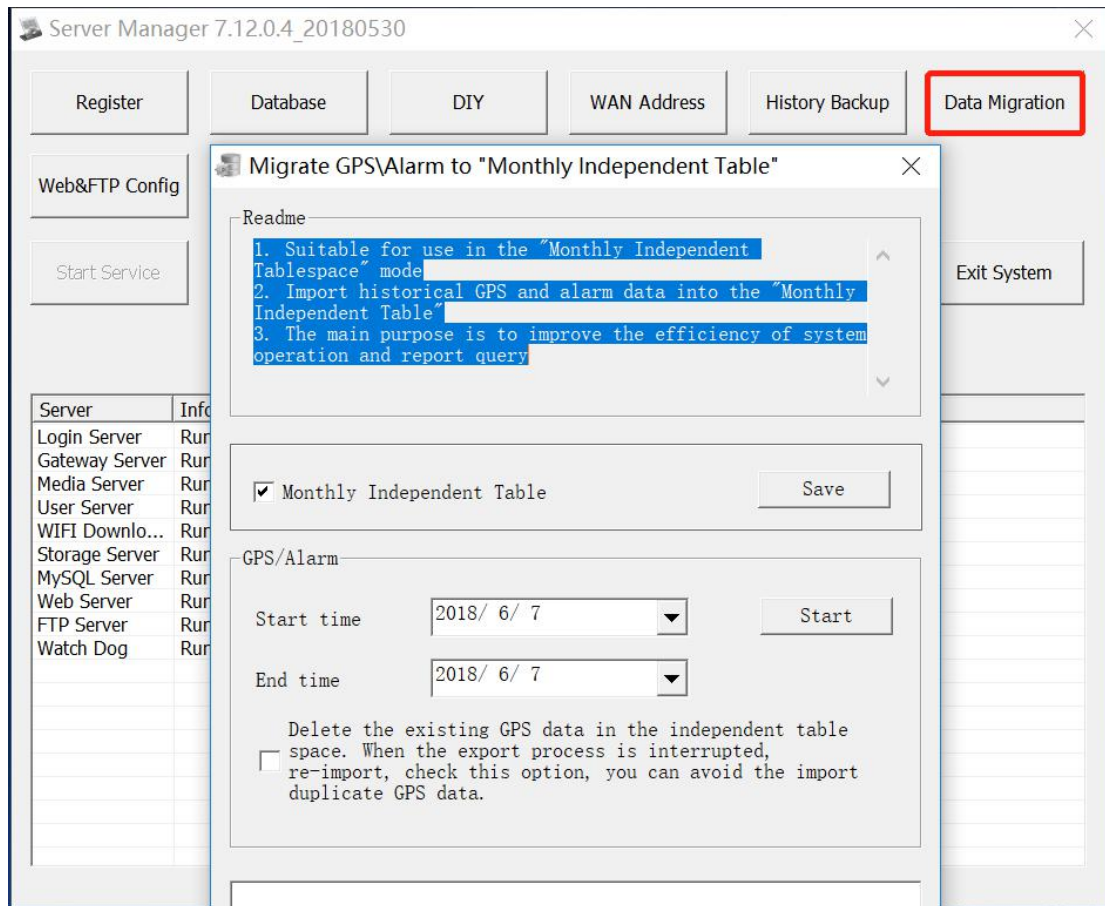 Server Manager 7.12.0.4_20180530
Register
Database
DIY
WAN Address
History Backup
Data Migration
Web&FTP Config
Start Service
Exit System
Migrate GPS\Alarm to "Monthly Independent Table"
Readme
1. Suitable for use in the "Monthly Independent
Tablespace" mode
2. Import historical GPS and alarm data into the "Monthly
Independent Table"
3. The main purpose is to improve the efficiency of system
operation and report query
Monthly Independent Table
Save
GPS/Alarm
Start time
2018/ 6/ 7
Start
End time
2018/ 6/ 7
Delete the existing GPS data in the independent table
space. When the export process is interrupted,
re-import, check this option, you can avoid the import
duplicate GPS data.
Server
Login Server
Gateway Server
Media Server
User Server
WIFI Downlo...
Storage Server
MySQL Server
Web Server
FTP Server
Watch Dog